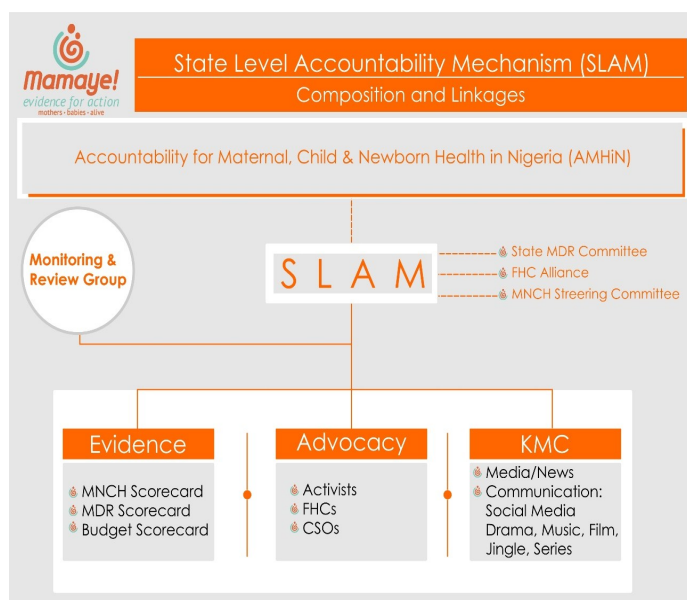 Mamaye!
evidence for action
mothers • babies • alive
State Level Accountability Mechanism (SLAM)
Composition and Linkages
Accountability for Maternal, Child & Newborn Health in Nigeria (AMHiN)
Monitoring &
Review Group
S L A M
State MDR Committee
FHC Alliance
MNCH Streering Committee
Evidence
MNCH Scorecard
MDR Scorecard
Budget Scorecard
Advocacy
Activists
FHCs
CSOs
KMC
Media/News
Communication:
Social Media
Drama, Music, Film,
Jingle, Series